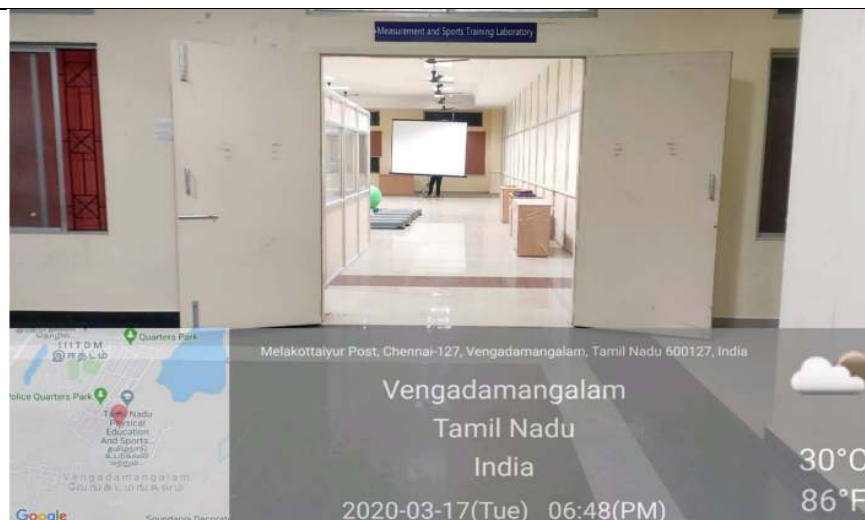 Measurement and Sports Training Laboratory
IIITDM
Quarters Park
Police Quarters Park
Tamil Nadu
Physical
Education
And Sports...
Vengadamangalam
Google
Melakottaiyur Post, Chennai-127, Vengadamangalam, Tamil Nadu 600127, India
Vengadamangalam
Tamil Nadu
India
2020-03-17(Tue) 06:48(PM)
30°C
86°F